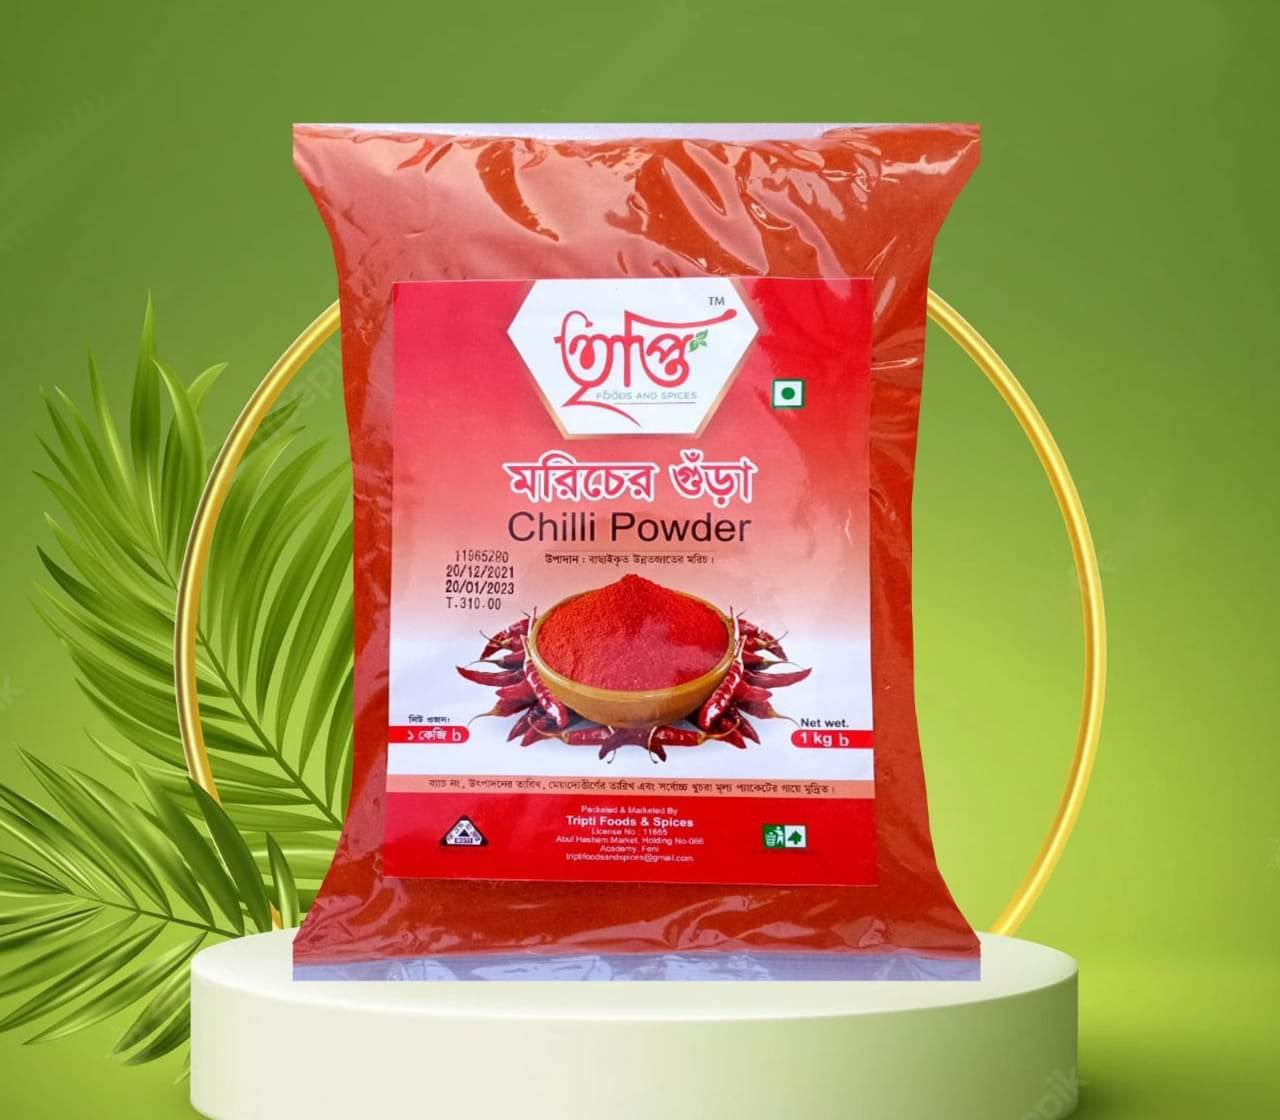 TM
তৃপ্তি
FOODS AND SPICES
মরিচের গুঁড়া
Chilli Powder
উপাদান : বাছাইকৃত উন্নতজাতের মরিচ।
11965280
20/12/2021
20/01/2023
T.310.00
নিট ওজন:
১ কেজি b
Net wet.
1 kg b
ব্যাচ নং, উৎপাদনের তারিখ, মেয়াদোত্তীর্ণের তারিখ এবং সর্বোচ্চ খুচরা মূল্য প্যাকেটের গায়ে মুদ্রিত।
Packeted & Marketed By
Tripti Foods & Spices
License No : 11665
Abul Hashem Market, Holding No-066
Academy, Feni
triptifoodsandspices@gmail.com